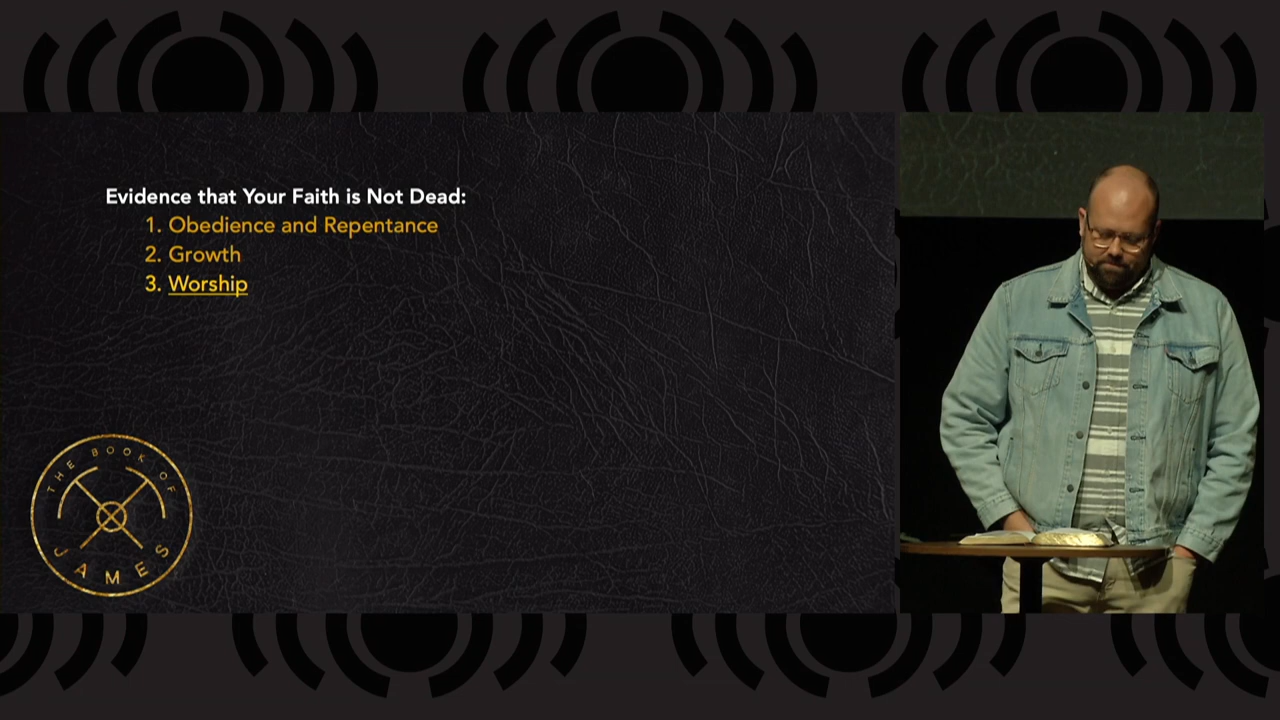 Evidence that Your Faith is Not Dead:
1. Obedience and Repentance
2. Growth
3. Worship
THE BOOK OF
JAMES